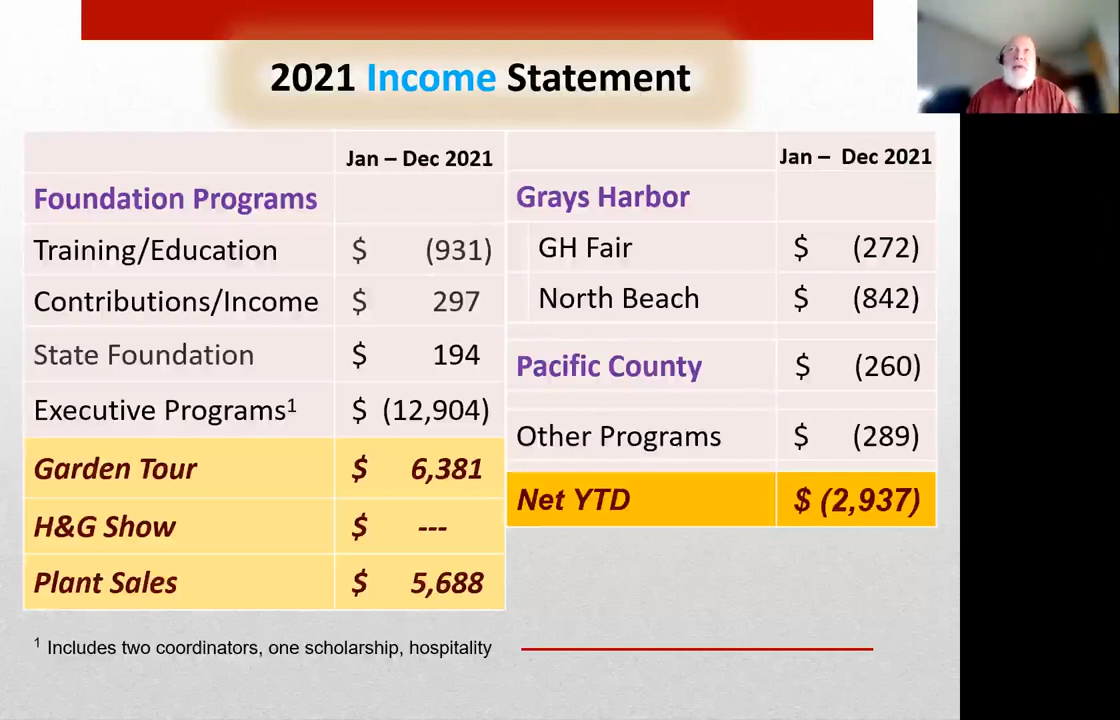 2021 Income Statement
Jan – Dec 2021
Foundation Programs
Training/Education $ (931)
Contributions/Income $ 297
State Foundation $ 194
Executive Programs¹ $ (12,904)
Garden Tour $ 6,381
H&G Show $ ---
Plant Sales $ 5,688
Jan – Dec 2021
Grays Harbor
GH Fair $ (272)
North Beach $ (842)
Pacific County $ (260)
Other Programs $ (289)
Net YTD $ (2,937)
¹ Includes two coordinators, one scholarship, hospitality